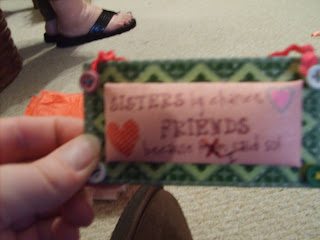 SISTERS by chance
FRIENDS
because said so!